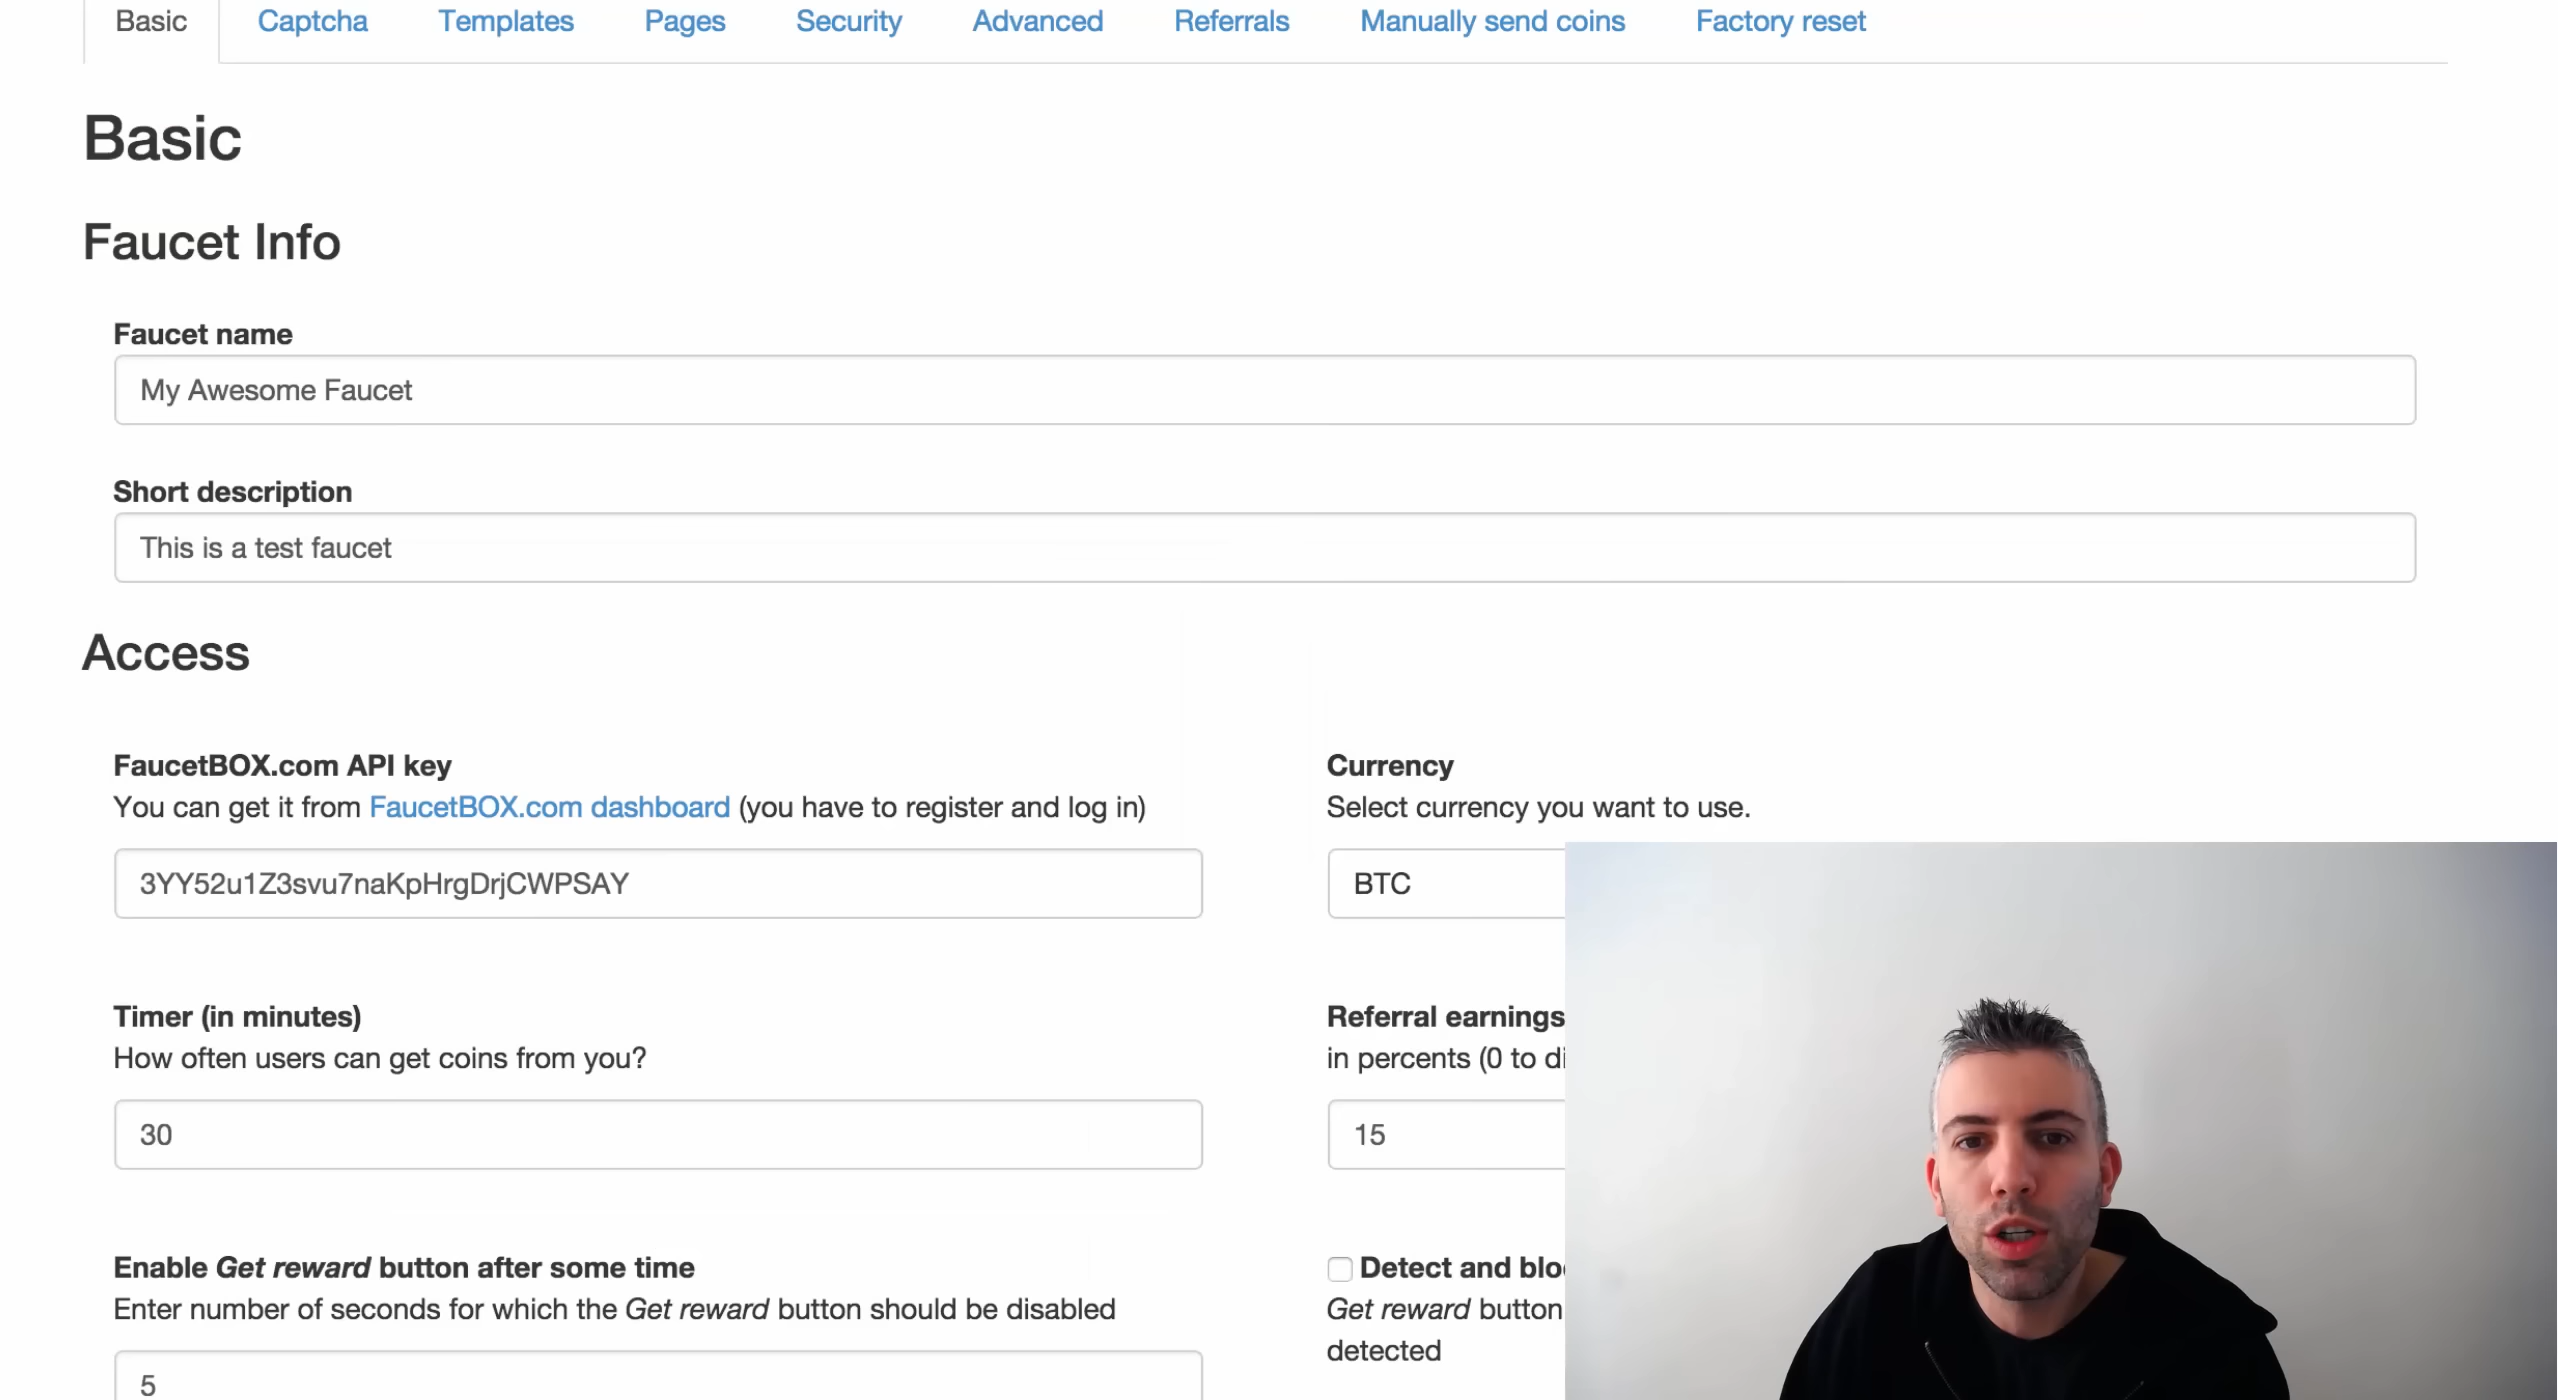 Basic Captcha Templates Pages Security Advanced Referrals Manually send coins Factory reset
Basic
Faucet Info
Faucet name
My Awesome Faucet
Short description
This is a test faucet
Access
FaucetBOX.com API key
You can get it from FaucetBOX.com dashboard (you have to register and log in)
3YY52u1Z3svu7naKpHrgDrjCWPSAY
Currency
Select currency you want to use.
BTC
Timer (in minutes)
How often users can get coins from you?
30
Referral earnings
in percents (0 to
15
Enable Get reward button after some time
Enter number of seconds for which the Get reward button should be disabled
5
Detect and
Get reward button
detected